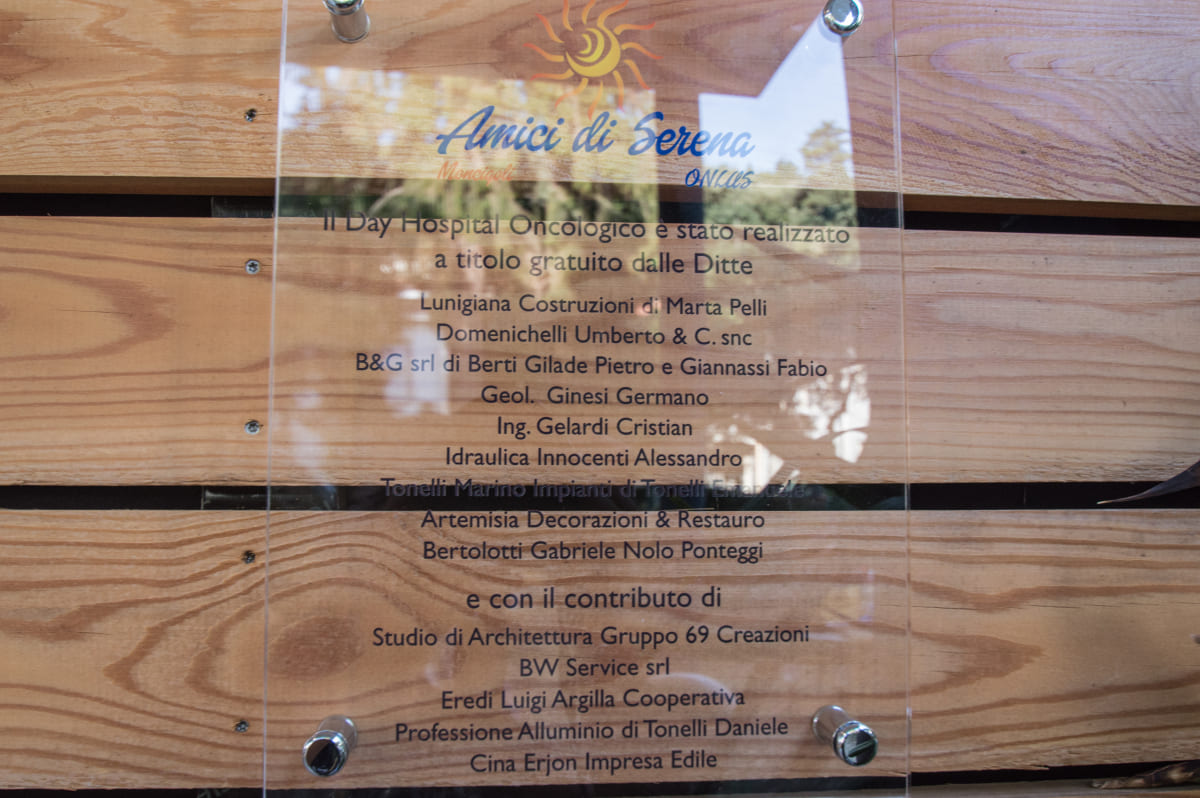 Amici di Serena
ONLUS
Il Day Hospital Oncologico è stato realizzato
a titolo gratuito dalle Ditte
Lunigiana Costruzioni di Marta Pelli
Domenichelli Umberto & C. snc
B&G srl di Berti Gilade Pietro e Giannassi Fabio
Geol. Ginesi Germano
Ing. Gelardi Cristian
Idraulica Innocenti Alessandro
Tonelli Marino Impianti di Tonelli Emanuele
Artemisia Decorazioni & Restauro
Bertolotti Gabriele Nolo Ponteggi
e con il contributo di
Studio di Architettura Gruppo 69 Creazioni
BW Service srl
Eredi Luigi Argilla Cooperativa
Professione Alluminio di Tonelli Daniele
Cina Erjon Impresa Edile